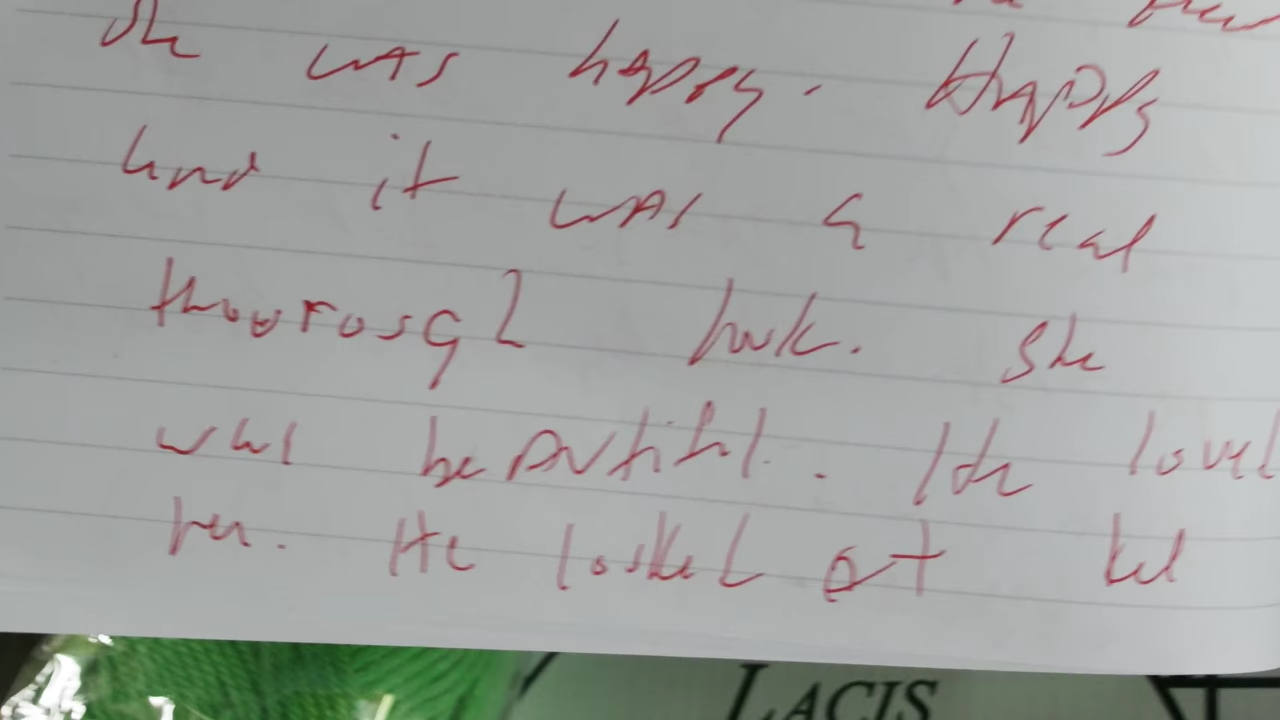 She was happy. Happy
and it was a real
thoorosgh look. She
was beautiful. He loved
her. He looked at her
LACIS